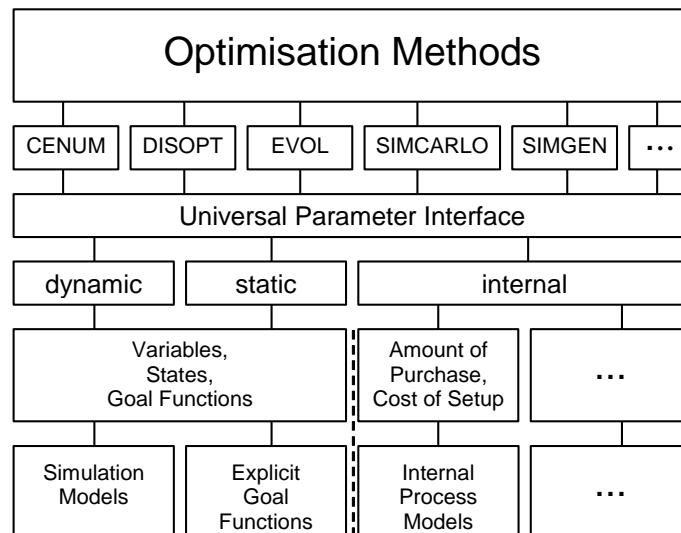 Optimisation Methods
CENUM DISOPT EVOL SIMCARLO SIMGEN ...
Universal Parameter Interface
dynamic static internal
Variables,
States,
Goal Functions
Amount of
Purchase,
Cost of Setup
...
Simulation
Models
Explicit
Goal
Functions
Internal
Process
Models
...